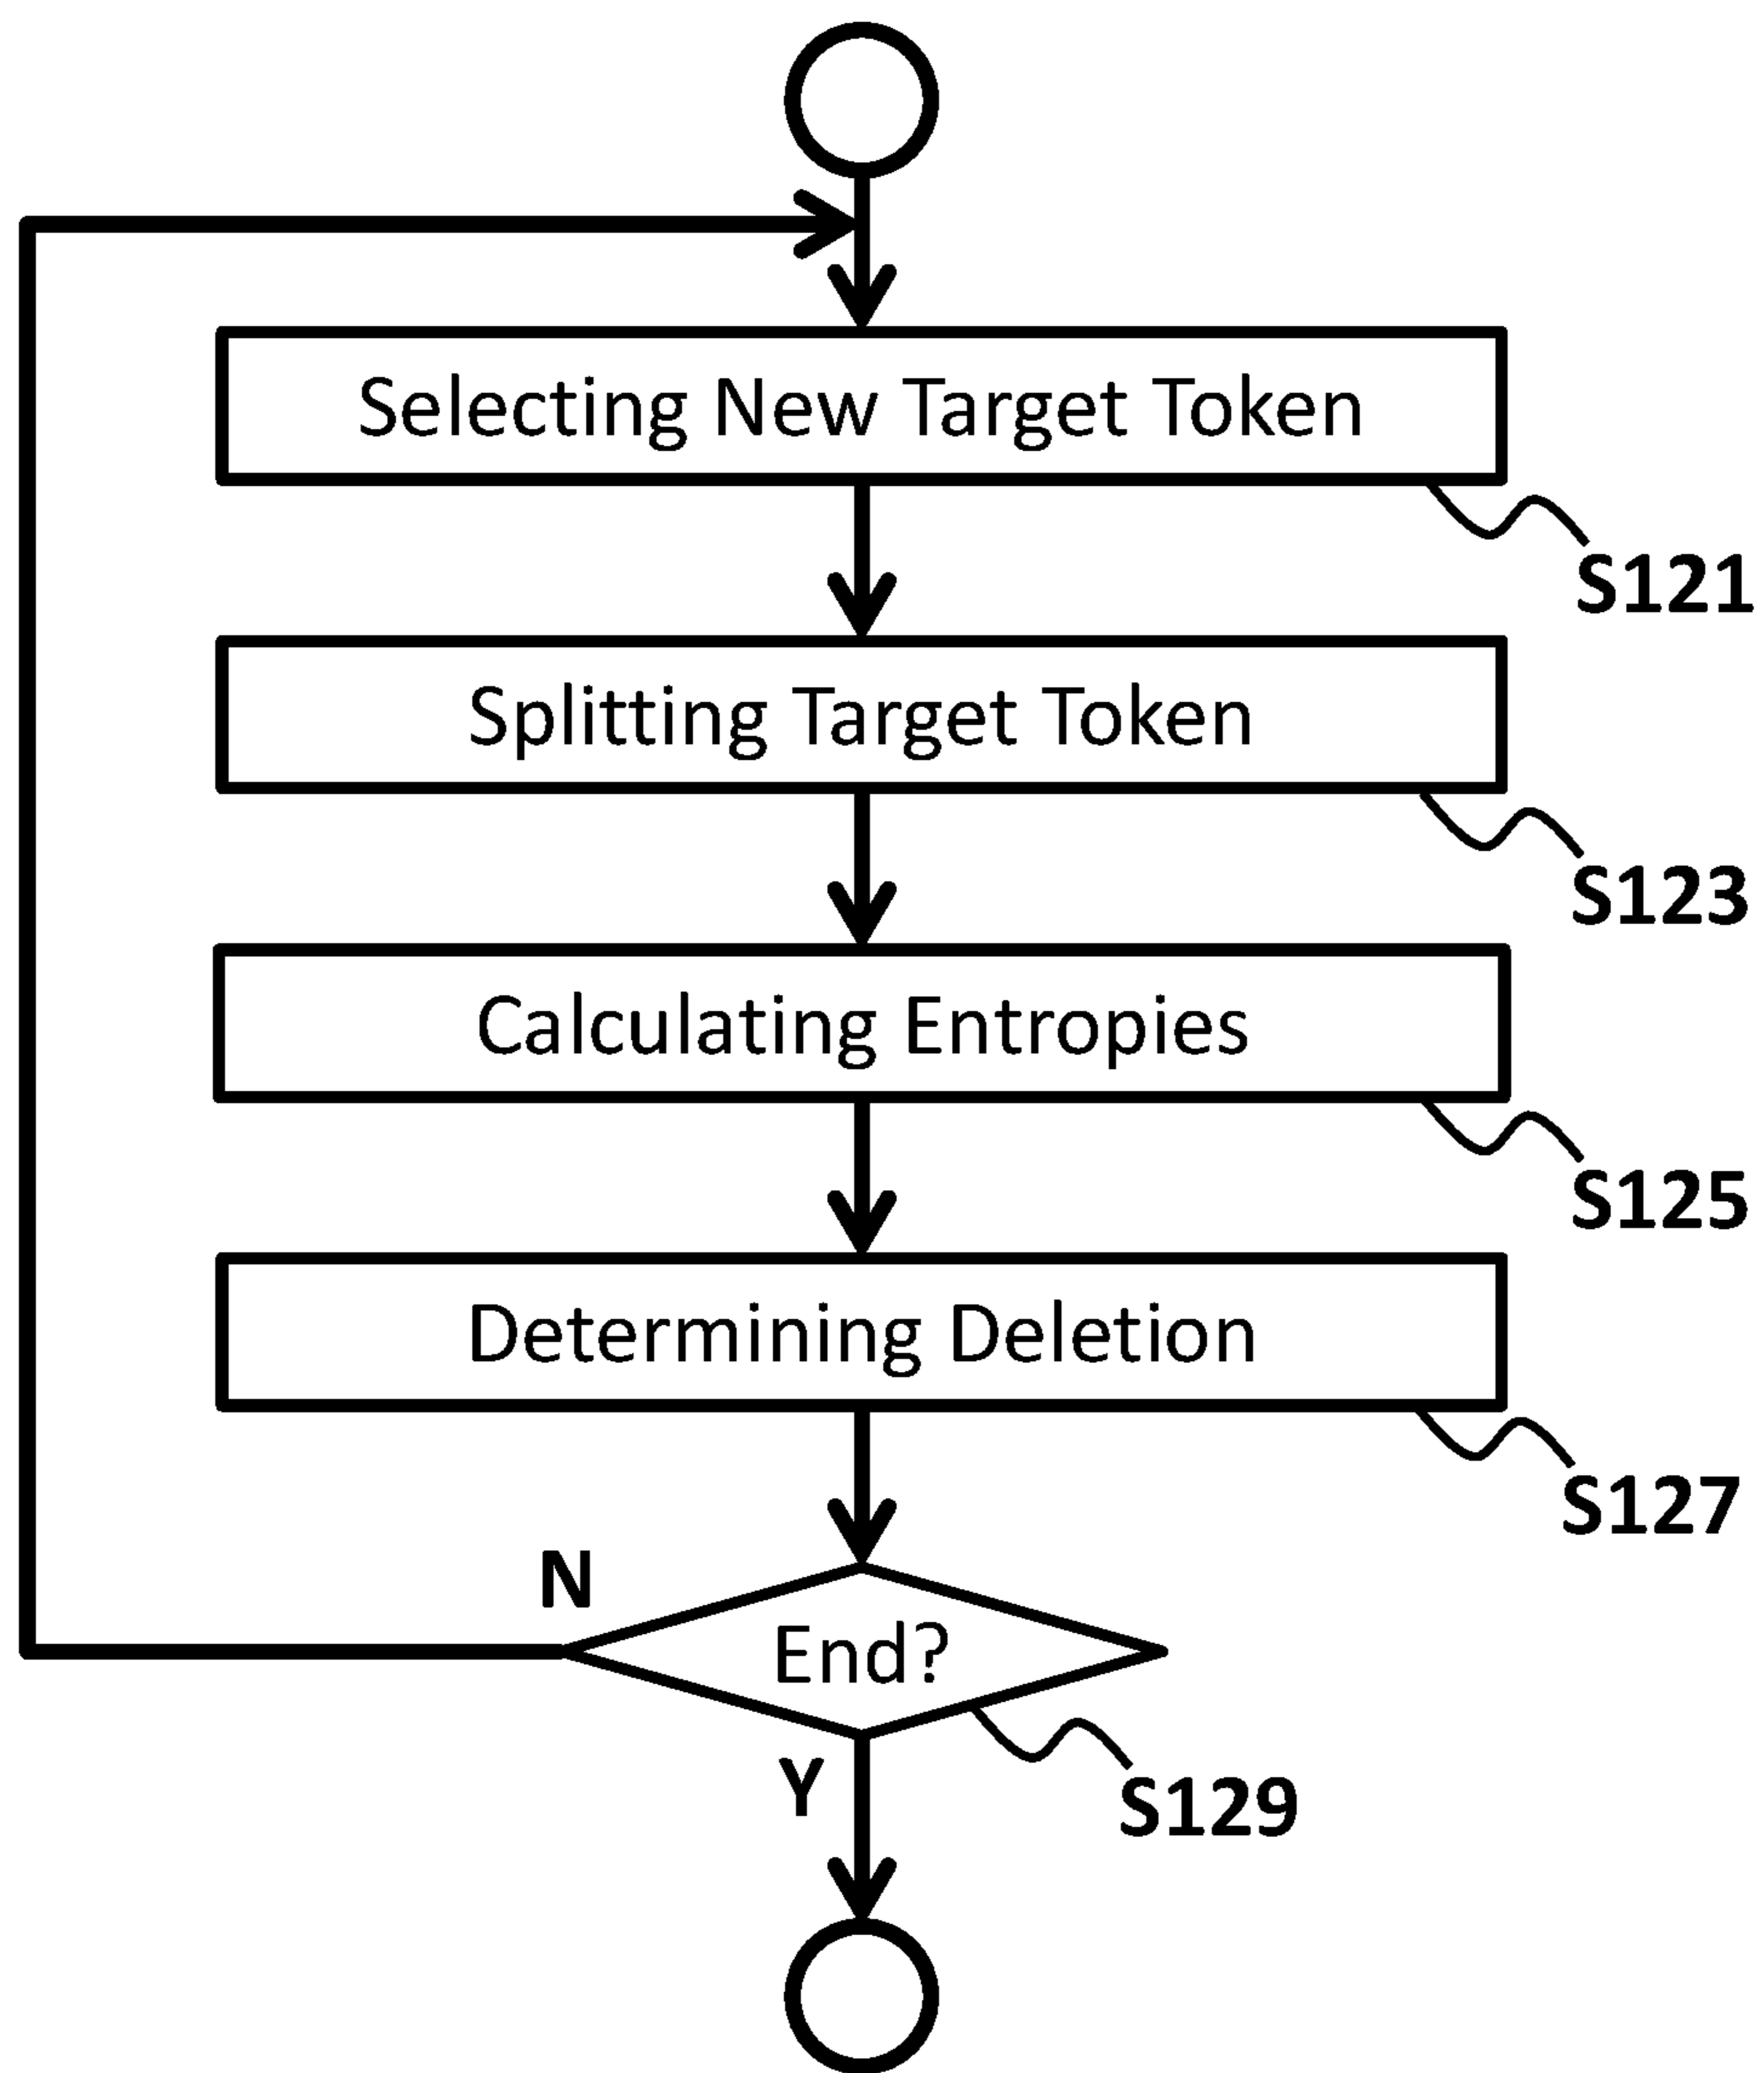 Selecting New Target Token
S121
Splitting Target Token
S123
Calculating Entropies
S125
Determining Deletion
S127
N
End?
Y
S129